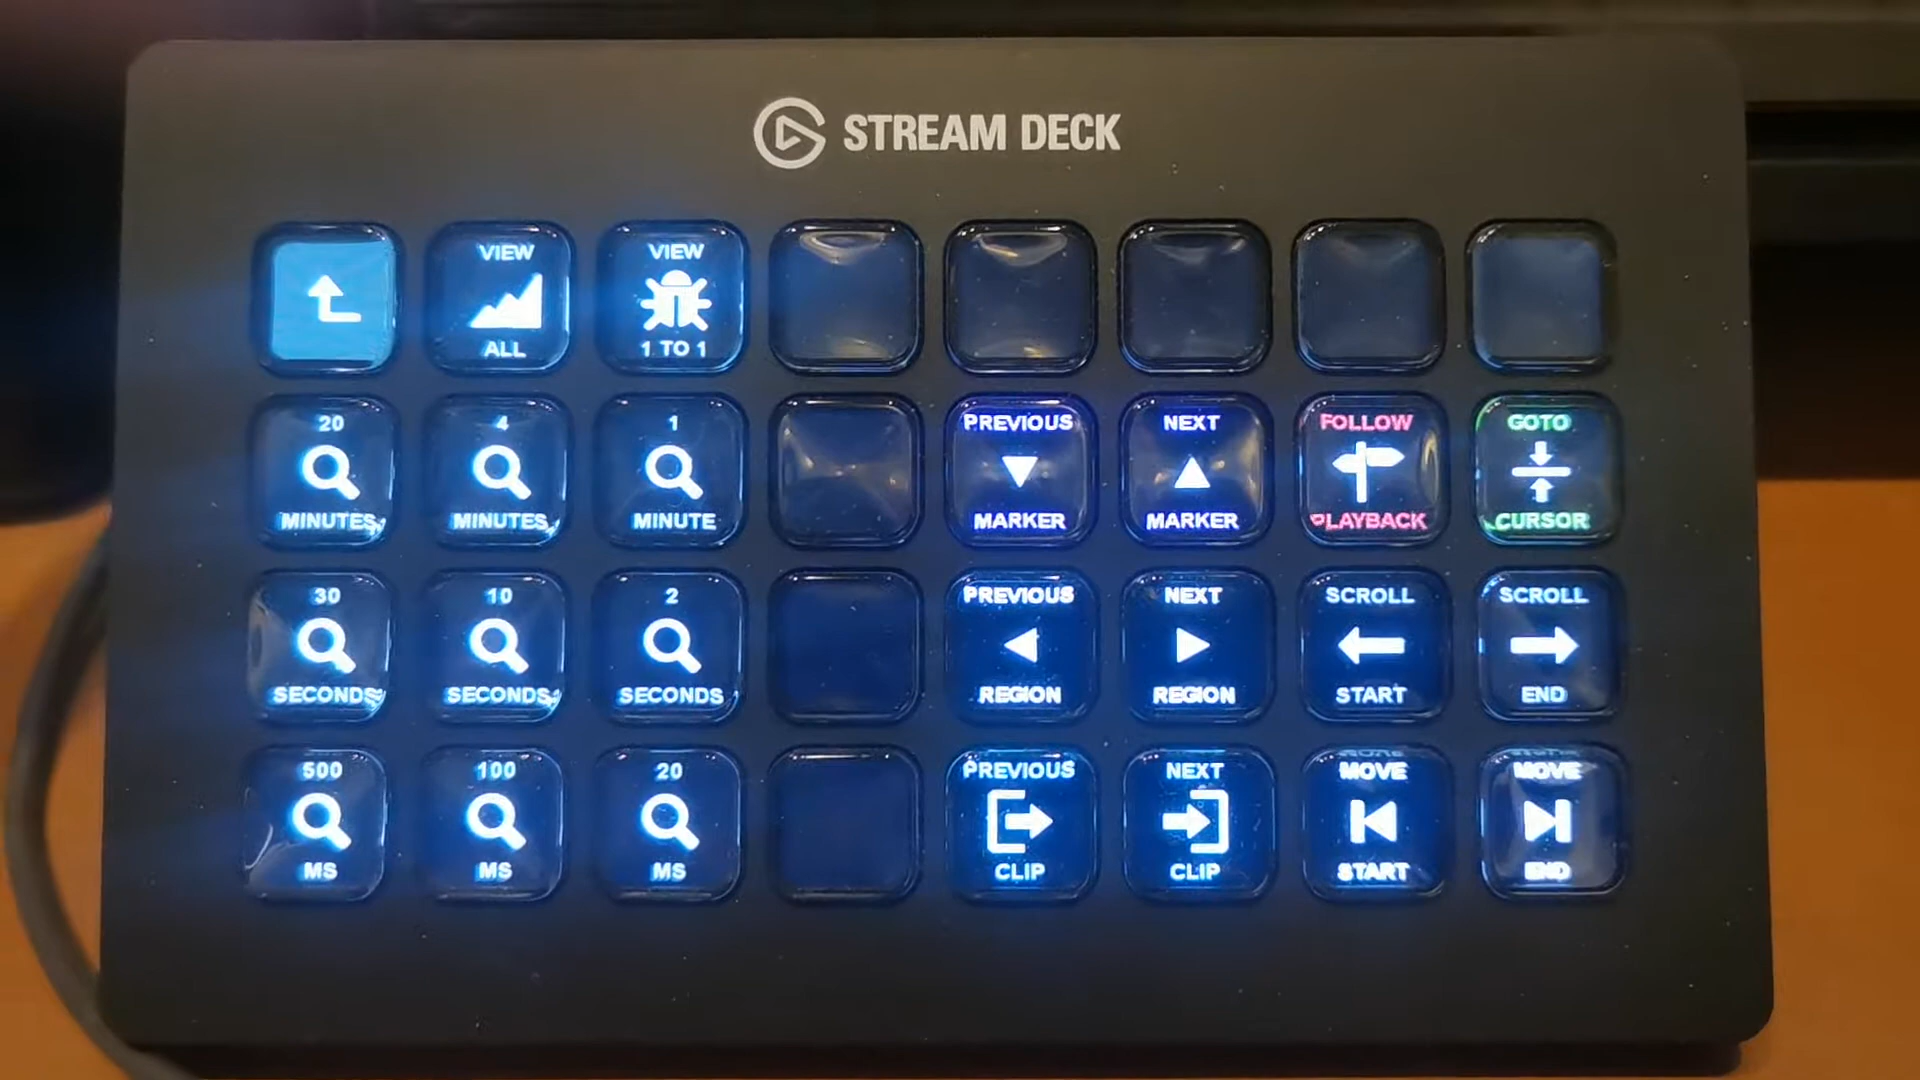 STREAM DECK
VIEW
ALL
VIEW
1 TO 1
20
MINUTES
4
MINUTES
1
MINUTE
PREVIOUS
MARKER
NEXT
MARKER
FOLLOW
PLAYBACK
GOTO
CURSOR
30
SECONDS
10
SECONDS
2
SECONDS
PREVIOUS
REGION
NEXT
REGION
SCROLL
START
SCROLL
END
500
MS
100
MS
20
MS
PREVIOUS
CLIP
NEXT
CLIP
MOVE
START
MOVE
END